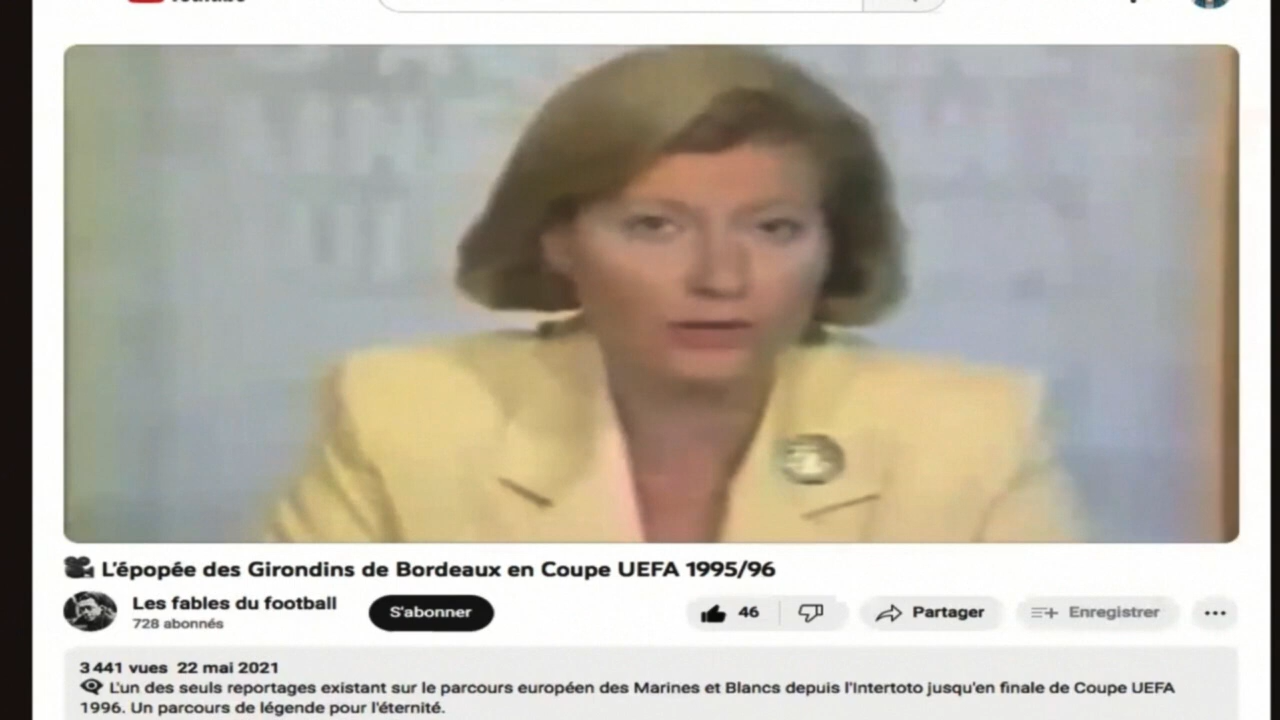 L'épopée des Girondins de Bordeaux en Coupe UEFA 1995/96
Les fables du football
728 abonnés
S'abonner
46
Partager
Enregistrer
3 441 vues 22 mai 2021
L'un des seuls reportages existant sur le parcours européen des Marines et Blancs depuis l'Intertoto jusqu'en finale de Coupe UEFA
1996. Un parcours de légende pour l'éternité.